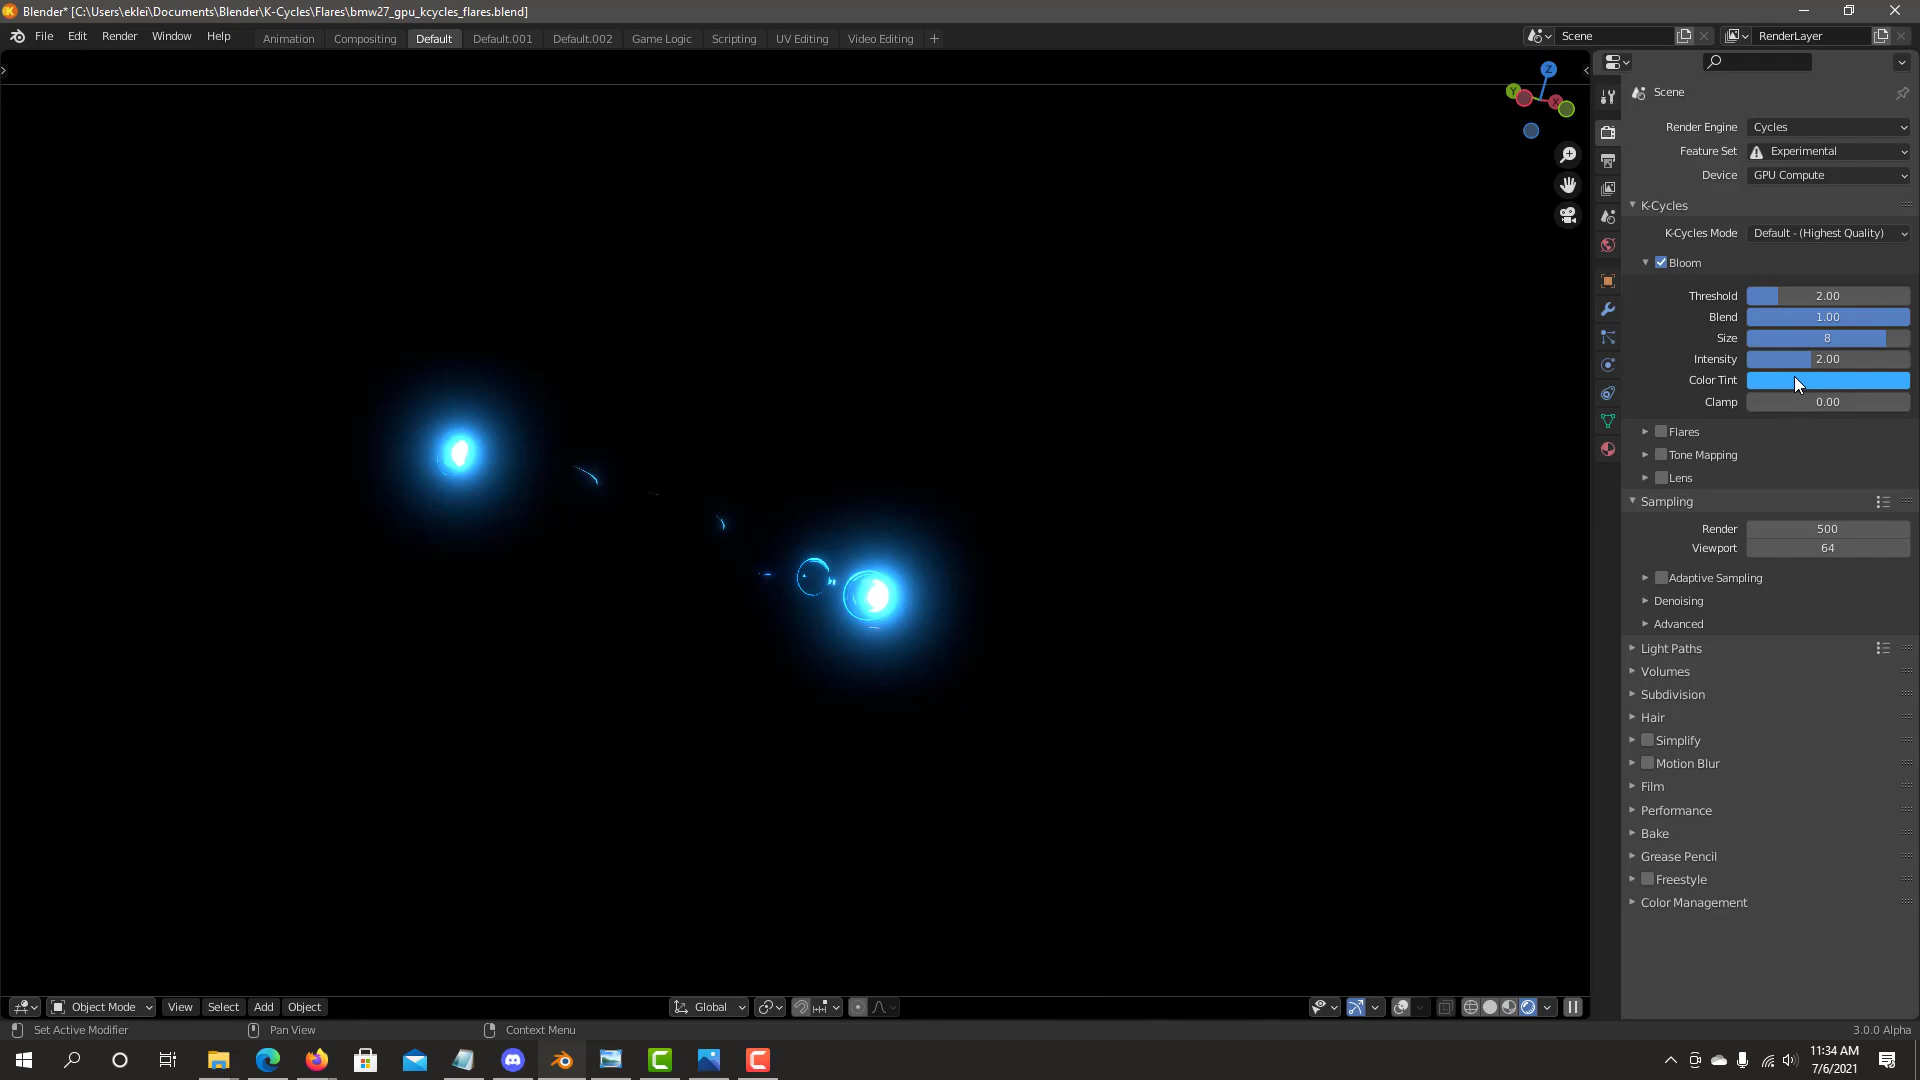 Blender* [C:\Users\eklei\Documents\Blender\K-Cycles\Flares\bmw27_gpu_kcycles_flares.blend]
File Edit Render Window Help Animation Compositing Default Default.001 Default.002 Game Logic Scripting UV Editing Video Editing + Scene RenderLayer
Z
Y X
Scene
Render Engine Cycles
Feature Set Experimental
Device GPU Compute
K-Cycles
K-Cycles Mode Default - (Highest Quality)
Bloom
Threshold 2.00
Blend 1.00
Size 8
Intensity 2.00
Color Tint
Clamp 0.00
Flares
Tone Mapping
Lens
Sampling
Render 500
Viewport 64
Adaptive Sampling
Denoising
Advanced
Light Paths
Volumes
Subdivision
Hair
Simplify
Motion Blur
Film
Performance
Bake
Grease Pencil
Freestyle
Color Management
Object Mode View Select Add Object Global
Set Active Modifier Pan View Context Menu 3.0.0 Alpha
11:34 AM
7/6/2021